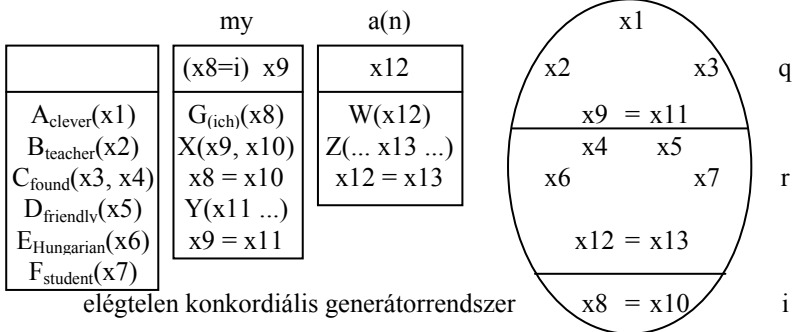 my a(n) x1
(x8=i) x9 x12 x2 x3 q
x9 = x11
A_clever(x1) G_(ich)(x8) W(x12)
B_teacher(x2) X(x9, x10) Z(... x13 ...) x4 x5
C_found(x3, x4) x8 = x10 x12 = x13 x6 x7 r
D_friendly(x5) Y(x11 ...)
E_Hungarian(x6) x9 = x11 x12 = x13
F_student(x7)
elégtelen konkordiális generátorrendszer x8 = x10 i